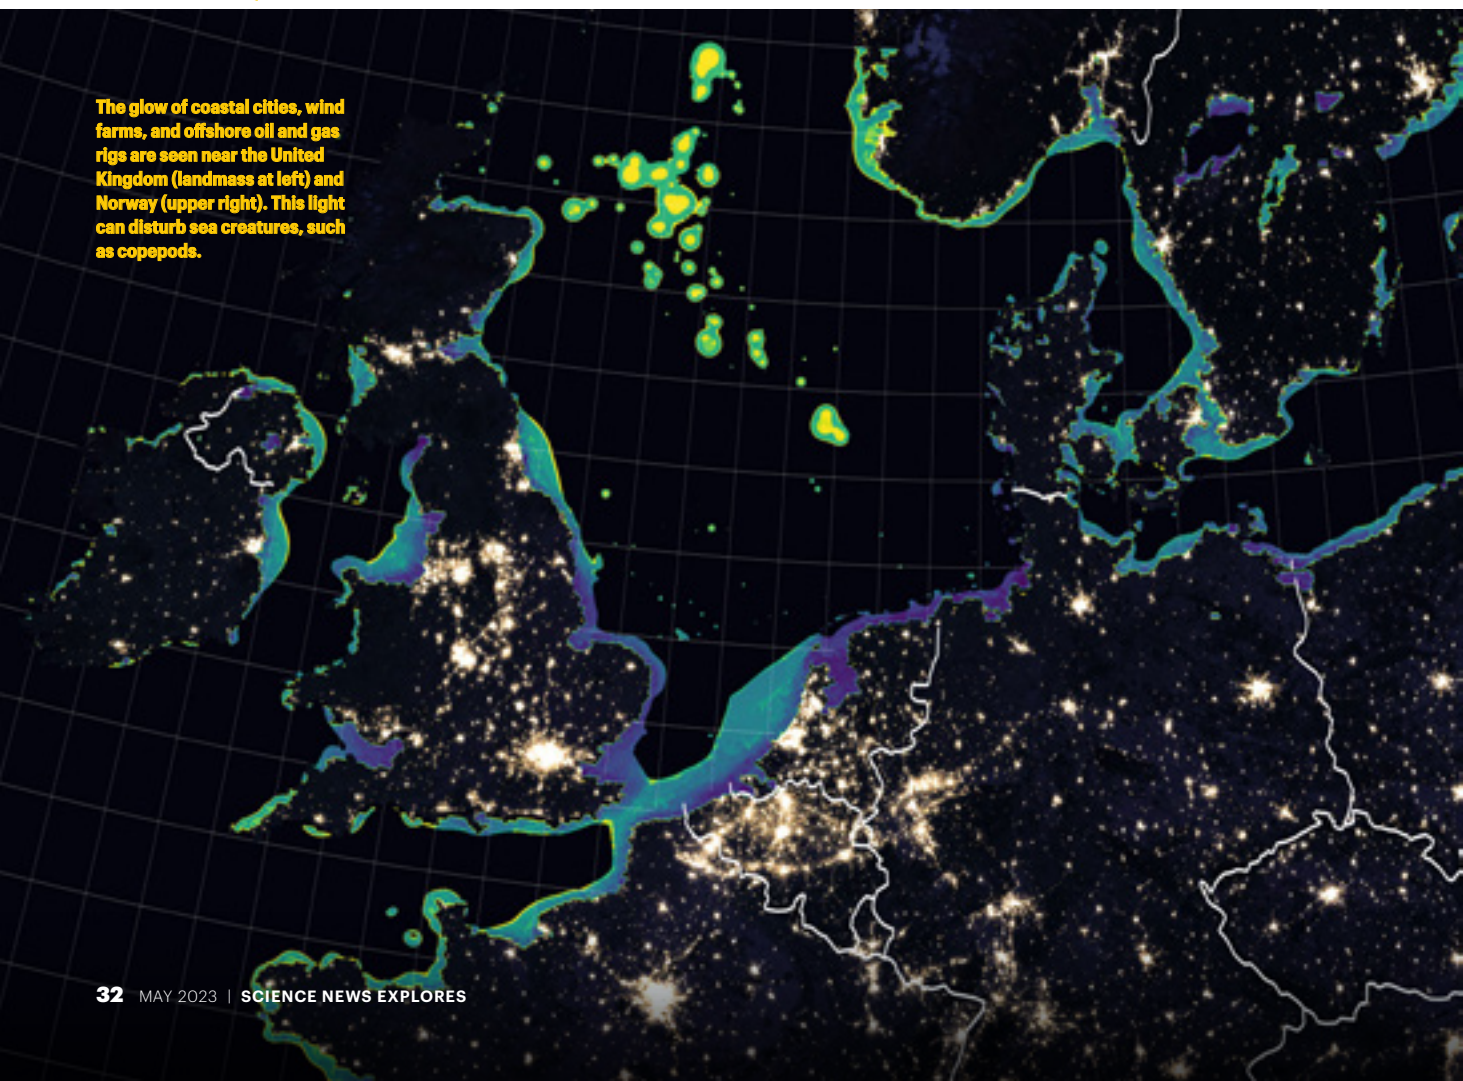 The glow of coastal cities, wind
farms, and offshore oil and gas
rigs are seen near the United
Kingdom (landmass at left) and
Norway (upper right). This light
can disturb sea creatures, such
as copepods.
32 MAY 2023 | SCIENCE NEWS EXPLORES